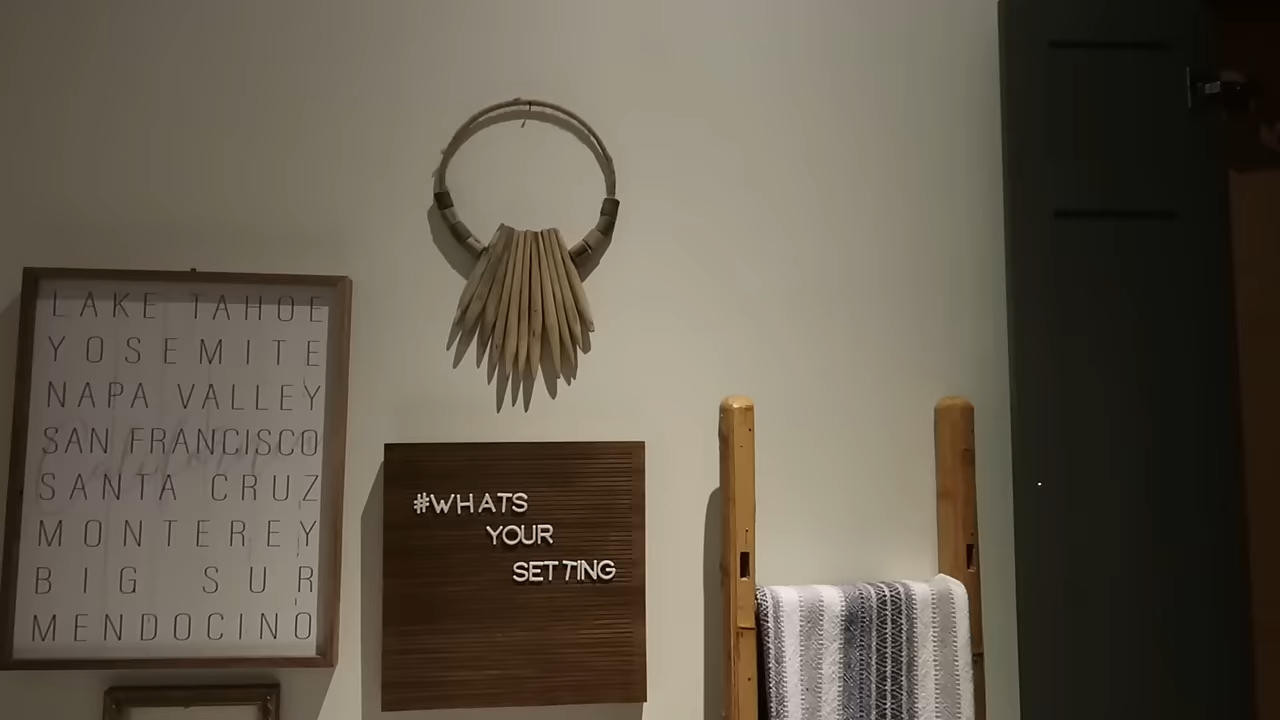 LAKE TAHOE
YOSEMITE
NAPA VALLEY
SAN FRANCISCO
SANTA CRUZ
MONTEREY
BIG SUR
MENDOCINO
#WHATS
YOUR
SETTING